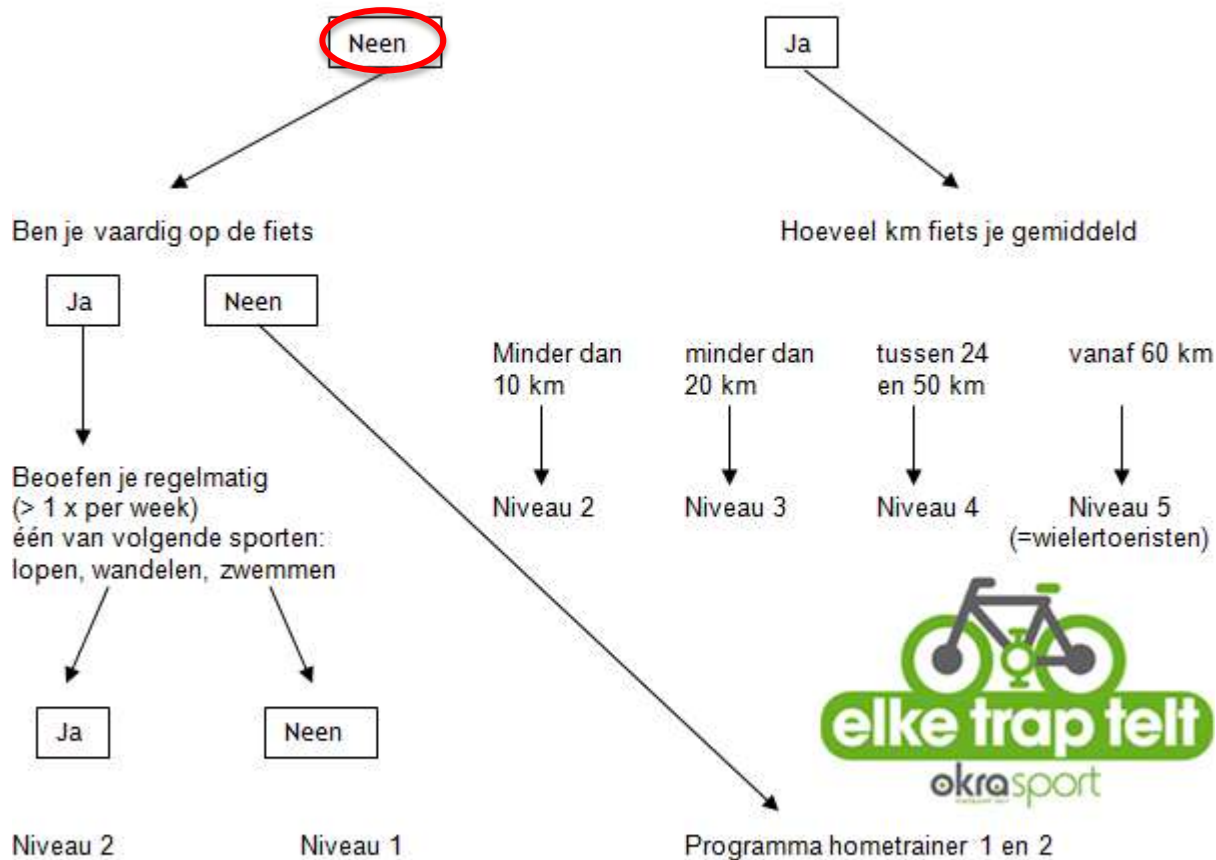 Neen
Ja
Ben je vaardig op de fiets
Hoeveel km fiets je gemiddeld
Ja
Neen
Minder dan
10 km
minder dan
20 km
tussen 24
en 50 km
vanaf 60 km
Beoefen je regelmatig
(> 1 x per week)
één van volgende sporten:
lopen, wandelen, zwemmen
Niveau 2
Niveau 3
Niveau 4
Niveau 5
(=wielertoeristen)
Ja
Neen
elke trap telt
okrasport
Niveau 2
Niveau 1
Programma hometrainer 1 en 2